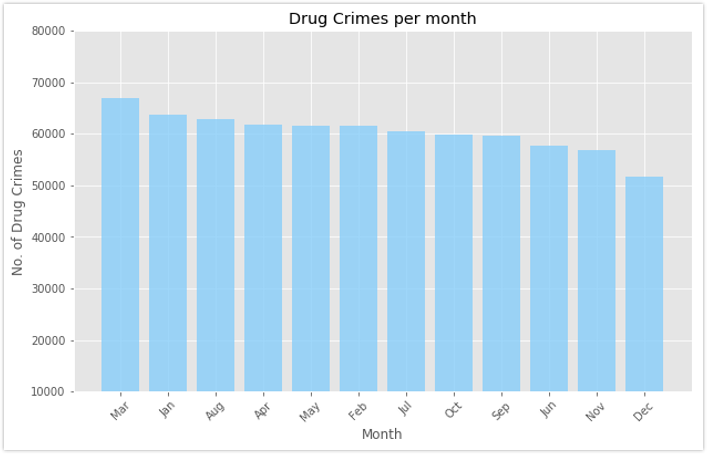 Drug Crimes per month
80000
70000
60000
50000
40000
30000
20000
10000
No. of Drug Crimes
Mar Jan Aug Apr May Feb Jul Oct Sep Jun Nov Dec
Month